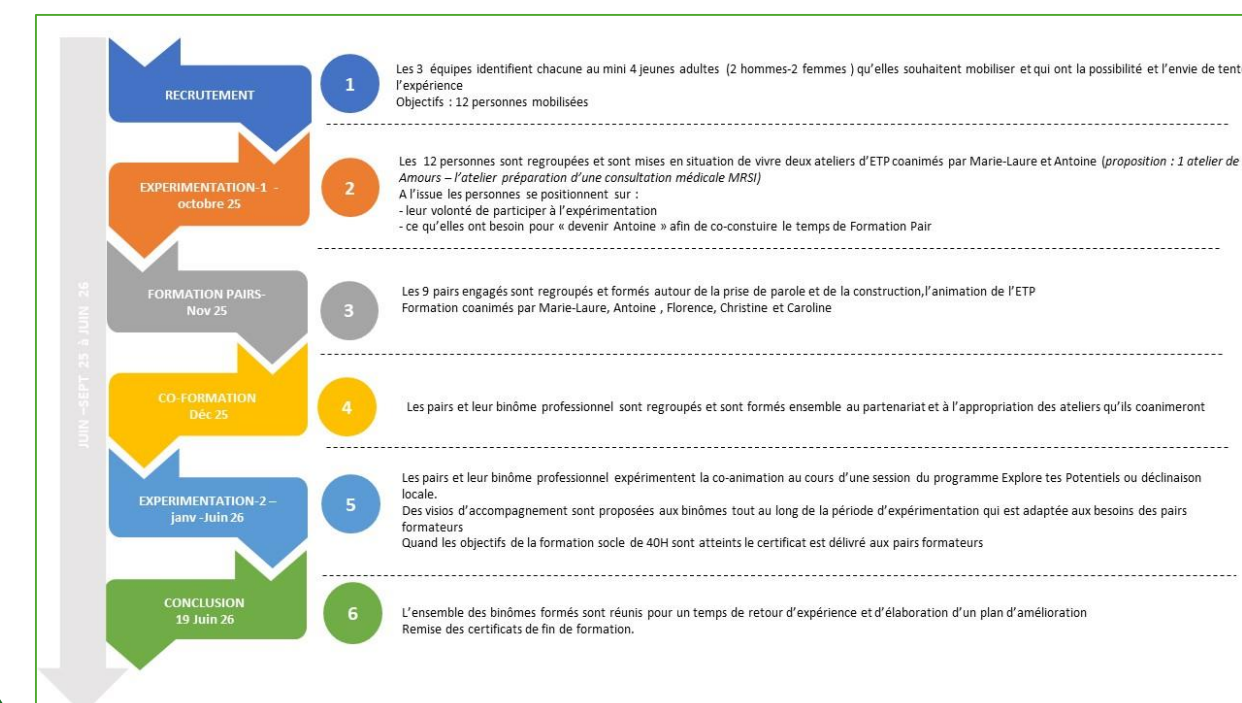 JUIN –SEPT 25 à JUIN 26
RECRUTEMENT
1
Les 3 équipes identifient chacune au mini 4 jeunes adultes (2 hommes-2 femmes ) qu’elles souhaitent mobiliser et qui ont la possibilité et l’envie de tent
l’expérience
Objectifs : 12 personnes mobilisées
EXPERIMENTATION-1 -
octobre 25
2
Les 12 personnes sont regroupées et sont mises en situation de vivre deux ateliers d’ETP coanimés par Marie-Laure et Antoine (proposition : 1 atelier de
Amours – l’atelier préparation d’une consultation médicale MRSI)
A l’issue les personnes se positionnent sur :
- leur volonté de participer à l’expérimentation
- ce qu’elles ont besoin pour « devenir Antoine » afin de co-constuire le temps de Formation Pair
FORMATION PAIRS-
Nov 25
3
Les 9 pairs engagés sont regroupés et formés autour de la prise de parole et de la construction,l’animation de l’ETP
Formation coanimés par Marie-Laure, Antoine , Florence, Christine et Caroline
CO-FORMATION
Déc 25
4
Les pairs et leur binôme professionnel sont regroupés et sont formés ensemble au partenariat et à l’appropriation des ateliers qu’ils coanimeront
EXPERIMENTATION-2 –
janv -Juin 26
5
Les pairs et leur binôme professionnel expérimentent la co-animation au cours d’une session du programme Explore tes Potentiels ou déclinaison
locale.
Des visios d’accompagnement sont proposées aux binômes tout au long de la période d’expérimentation qui est adaptée aux besoins des pairs
formateurs
Quand les objectifs de la formation socle de 40H sont atteints le certificat est délivré aux pairs formateurs
CONCLUSION
19 Juin 26
6
L’ensemble des binômes formés sont réunis pour un temps de retour d’expérience et d’élaboration d’un plan d’amélioration
Remise des certificats de fin de formation.